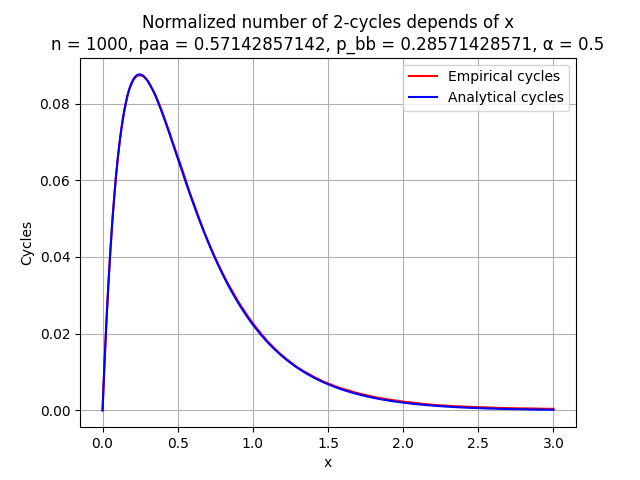 Normalized number of 2-cycles depends of x
n = 1000, paa = 0.57142857142, p_bb = 0.28571428571, α = 0.5
Empirical cycles
Analytical cycles
0.08
0.06
0.04
0.02
0.00
Cycles
0.0 0.5 1.0 1.5 2.0 2.5 3.0
x